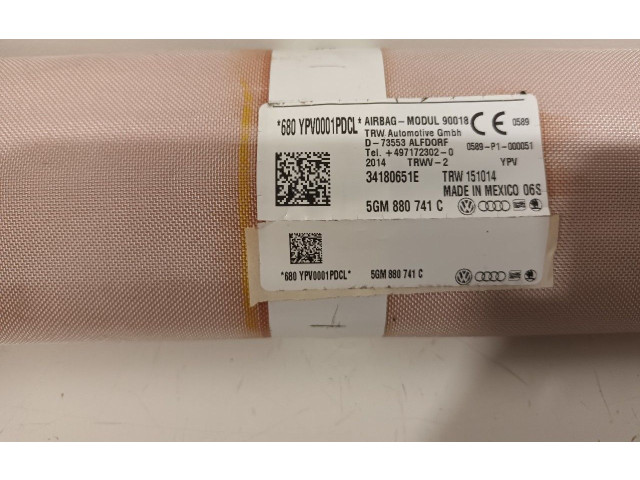 *680 YPV0001PDCL* AIRBAG-MODUL 90018 CE 0589
TRW Automotive GmbH
D-73553 ALFDORF 0589-P1-000051
Tel. +497172302-0
2014 TRWV-2 YPV
34180651E TRW 151014
MADE IN MEXICO 06S
5GM 880 741 C
*680 YPV0001PDCL* 5GM 880 741 C